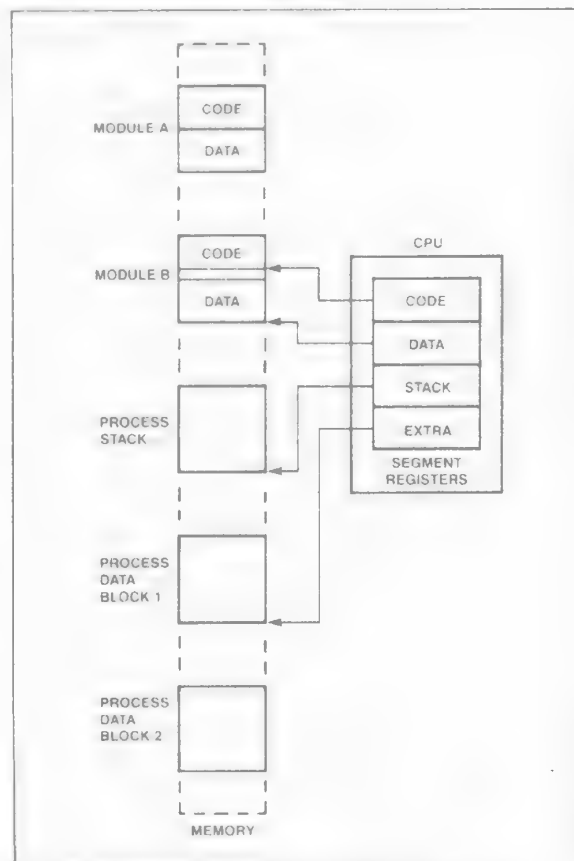 CODE
MODULE A
DATA
CPU
CODE
MODULE B
DATA
CODE
DATA
STACK
EXTRA
SEGMENT
REGISTERS
PROCESS
STACK
PROCESS
DATA
BLOCK 1
PROCESS
DATA
BLOCK 2
MEMORY